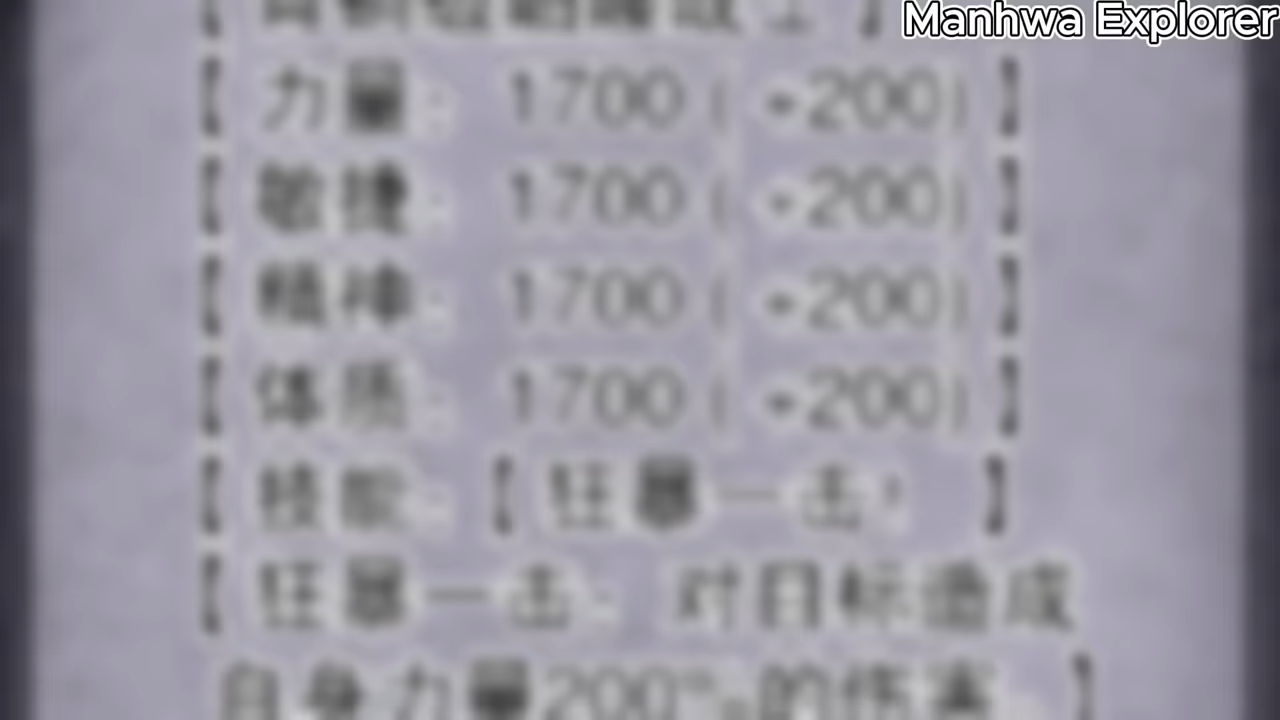 Manhwa Explorer
【力量：1700（+200）】
【敏捷：1700（+200）】
【精神：1700（+200）】
【体质：1700（+200）】
【技能：【狂暴一击】
【狂暴一击：对目标造成
自身力量200%的伤害】